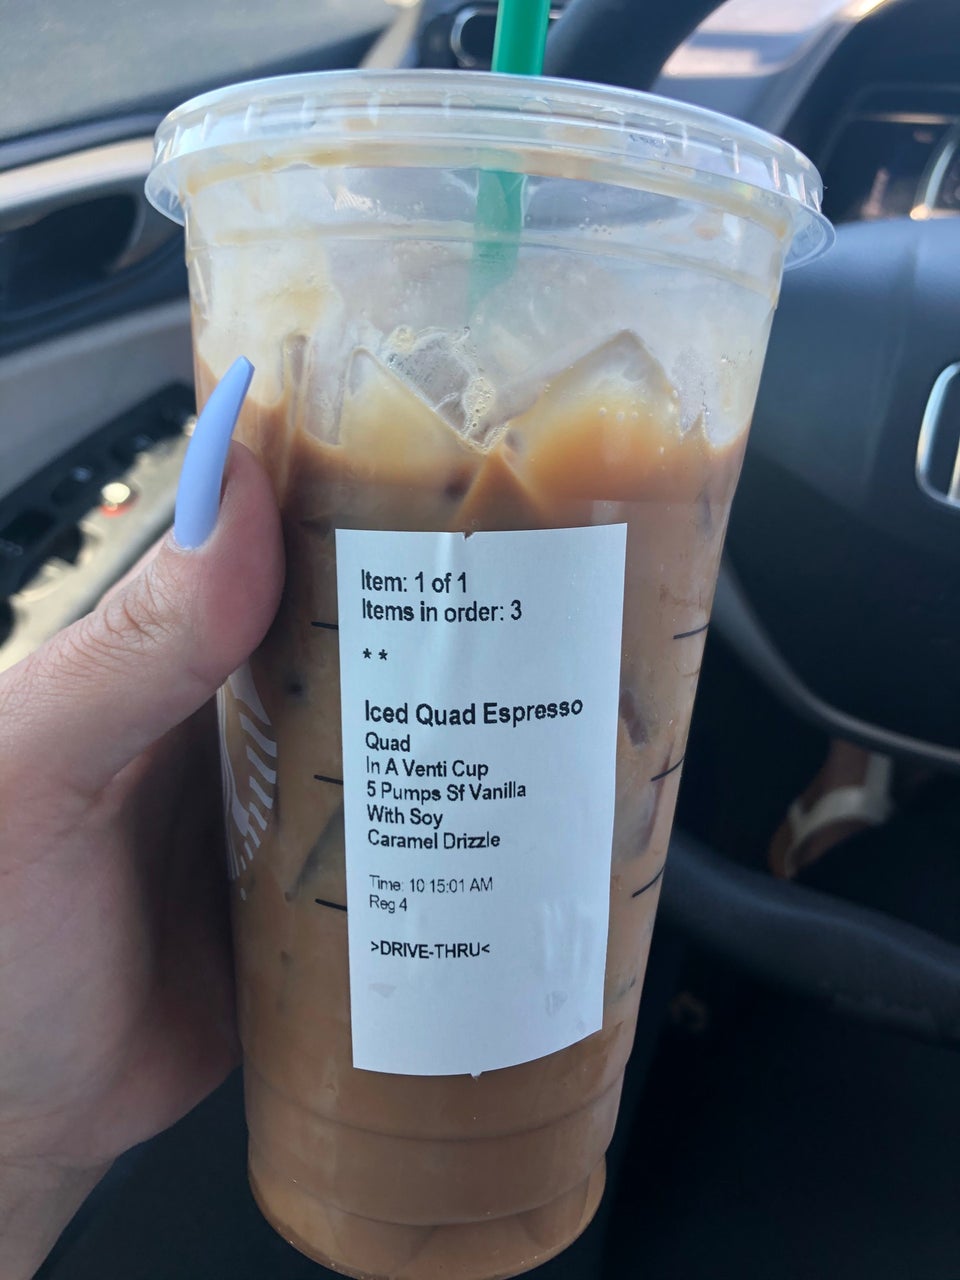 Item: 1 of 1
Items in order: 3
* *
Iced Quad Espresso
Quad
In A Venti Cup
5 Pumps Sf Vanilla
With Soy
Caramel Drizzle
Time: 10 15:01 AM
Reg 4
>DRIVE-THRU<